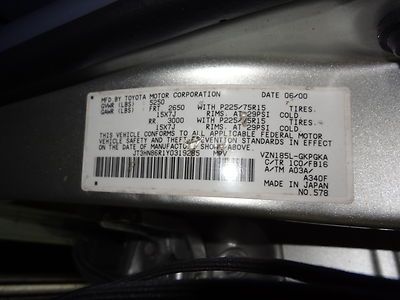 MFD BY TOYOTA MOTOR CORPORATION DATE 06/00
GVWR (LBS) 5250
GAWR (LBS) FRT 2650 WITH P225/75R15 TIRES,
15X7J RIMS, AT 29PSI COLD
RR 3000 WITH P225/75R15 TIRES,
15X7J RIMS, AT 29PSI COLD
THIS VEHICLE CONFORMS TO ALL APPLICABLE FEDERAL MOTOR
VEHICLE SAFETY AND THEFT PREVENTION STANDARDS IN EFFECT
ON THE DATE OF MANUFACTURE SHOWN ABOVE.
JT3HN86R1Y0319285 MPV VZN185L-GKPGKA
C/TR 1C0/FB16
A/TM A03A/
A340F
MADE IN JAPAN
NO.578